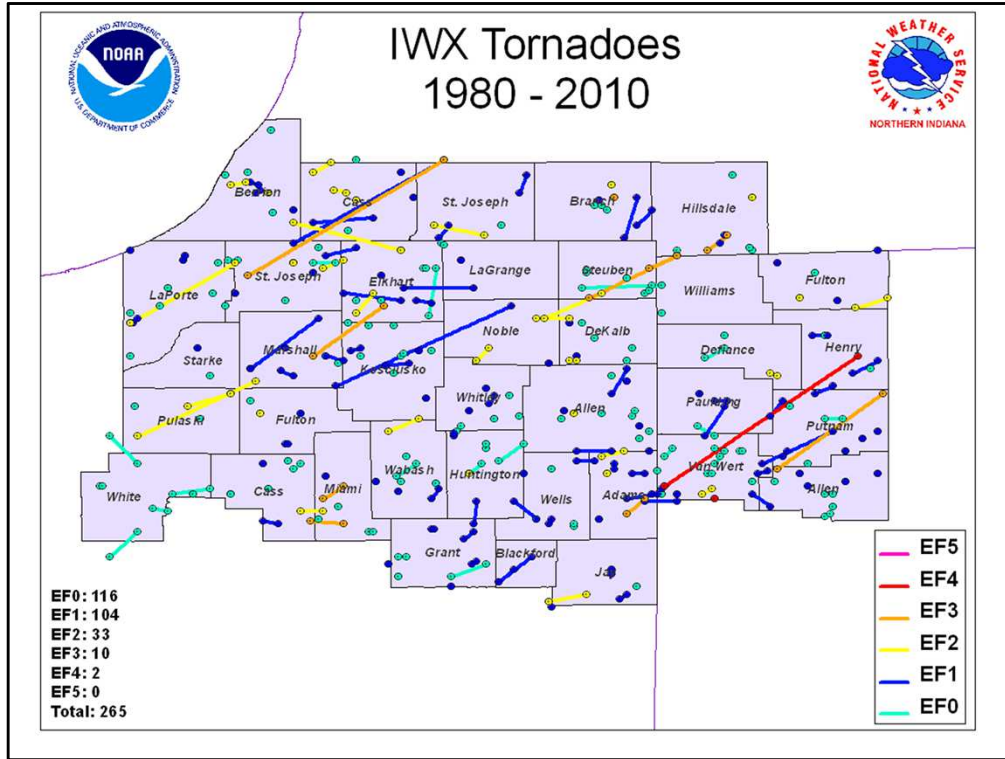 NATIONAL OCEANIC AND ATMOSPHERIC ADMINISTRATION
NOAA
U.S. DEPARTMENT OF COMMERCE
IWX Tornadoes
1980 - 2010
NATIONAL WEATHER SERVICE
NORTHERN INDIANA
Berrien
Cass
St. Joseph
Branch
Hillsdale
LaPorte
St. Joseph
Elkhart
LaGrange
Steuben
Williams
Fulton
Starke
Marshall
Kosciusko
Noble
DeKalb
Defiance
Henry
Pulaski
Fulton
Whitley
Allen
Paulding
Putnam
White
Cass
Miami
Wabash
Huntington
Wells
Adams
Van Wert
Allen
Grant
Blackford
Jay
EF0: 116
EF1: 104
EF2: 33
EF3: 10
EF4: 2
EF5: 0
Total: 265
EF5
EF4
EF3
EF2
EF1
EF0